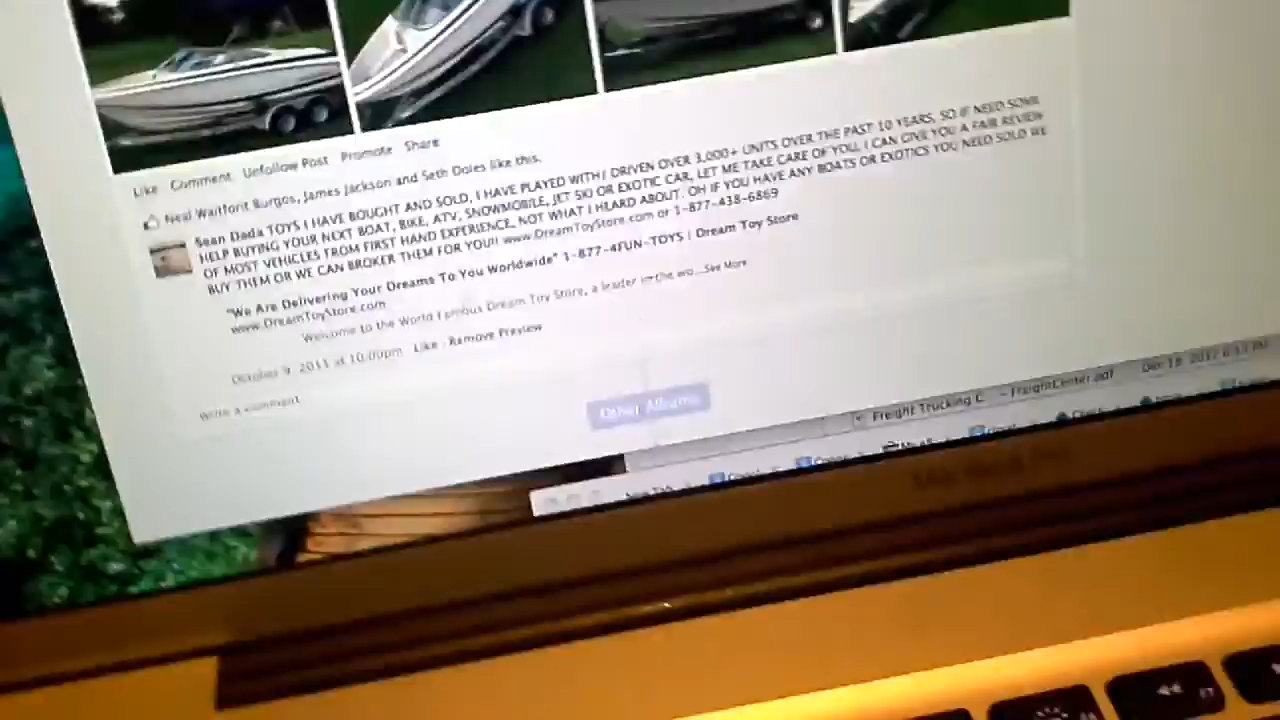 Like Comment Unfollow Post Promote Share
Neal Waitfort Burgos, James Jackson and Seth Doles like this.
Sean Dada TOYS I HAVE BOUGHT AND SOLD, I HAVE PLAYED WITH/ DRIVEN OVER 3,000+ UNITS OVER THE PAST 10 YEARS, SO IF NEED SOME
HELP BUYING YOUR NEXT BOAT, BIKE, ATV, SNOWMOBILE, JET SKI OR EXOTIC CAR, LET ME TAKE CARE OF YOU, I CAN GIVE YOU A FAIR REVIEW
OF MOST VEHICLES FROM FIRST HAND EXPERIENCE, NOT WHAT I HEARD ABOUT. OH IF YOU HAVE ANY BOATS OR EXOTICS YOU NEED SOLD WE
BUY THEM OR WE CAN BROKER THEM FOR YOU!! www.DreamToyStore.com or 1-877-438-6869
"We Are Delivering Your Dreams To You Worldwide" 1-877-4FUN-TOYS | Dream Toy Store
www.DreamToyStore.com
Welcome to the World Famous Dream Toy Store, a leader in the wo...See More
October 9, 2011 at 10:00pm Like Remove Preview
Write a comment
Other Albums
Freight Trucking C... – FreightCenter.pdf
New Tab